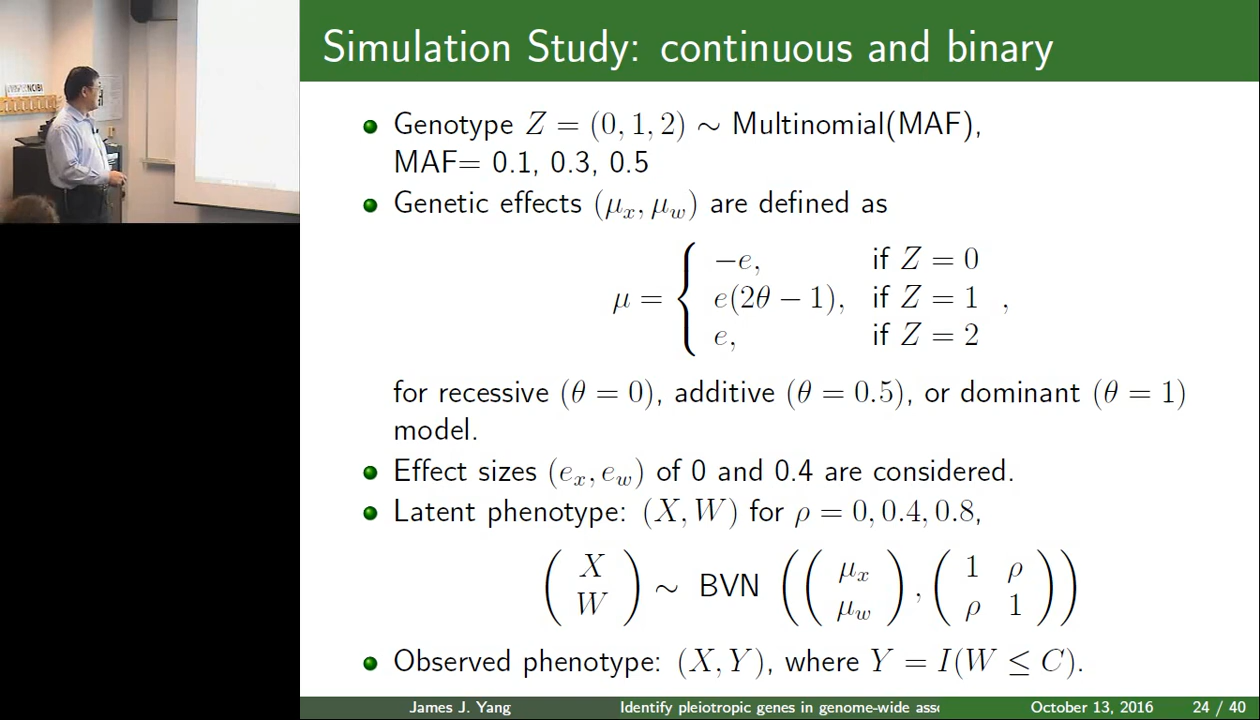 Simulation Study: continuous and binary
Genotype Z = (0, 1, 2) ∼ Multinomial(MAF),
MAF= 0.1, 0.3, 0.5
Genetic effects (μx, μw) are defined as
μ = { −e, if Z = 0
e(2θ − 1), if Z = 1 ,
e, if Z = 2
for recessive (θ = 0), additive (θ = 0.5), or dominant (θ = 1)
model.
Effect sizes (ex, ew) of 0 and 0.4 are considered.
Latent phenotype: (X, W) for ρ = 0, 0.4, 0.8,
( X W ) ∼ BVN ( ( μx μw ) , ( 1 ρ ρ 1 ) )
Observed phenotype: (X, Y), where Y = I(W ≤ C).
James J. Yang Identify pleiotropic genes in genome-wide ass October 13, 2016 24 / 40